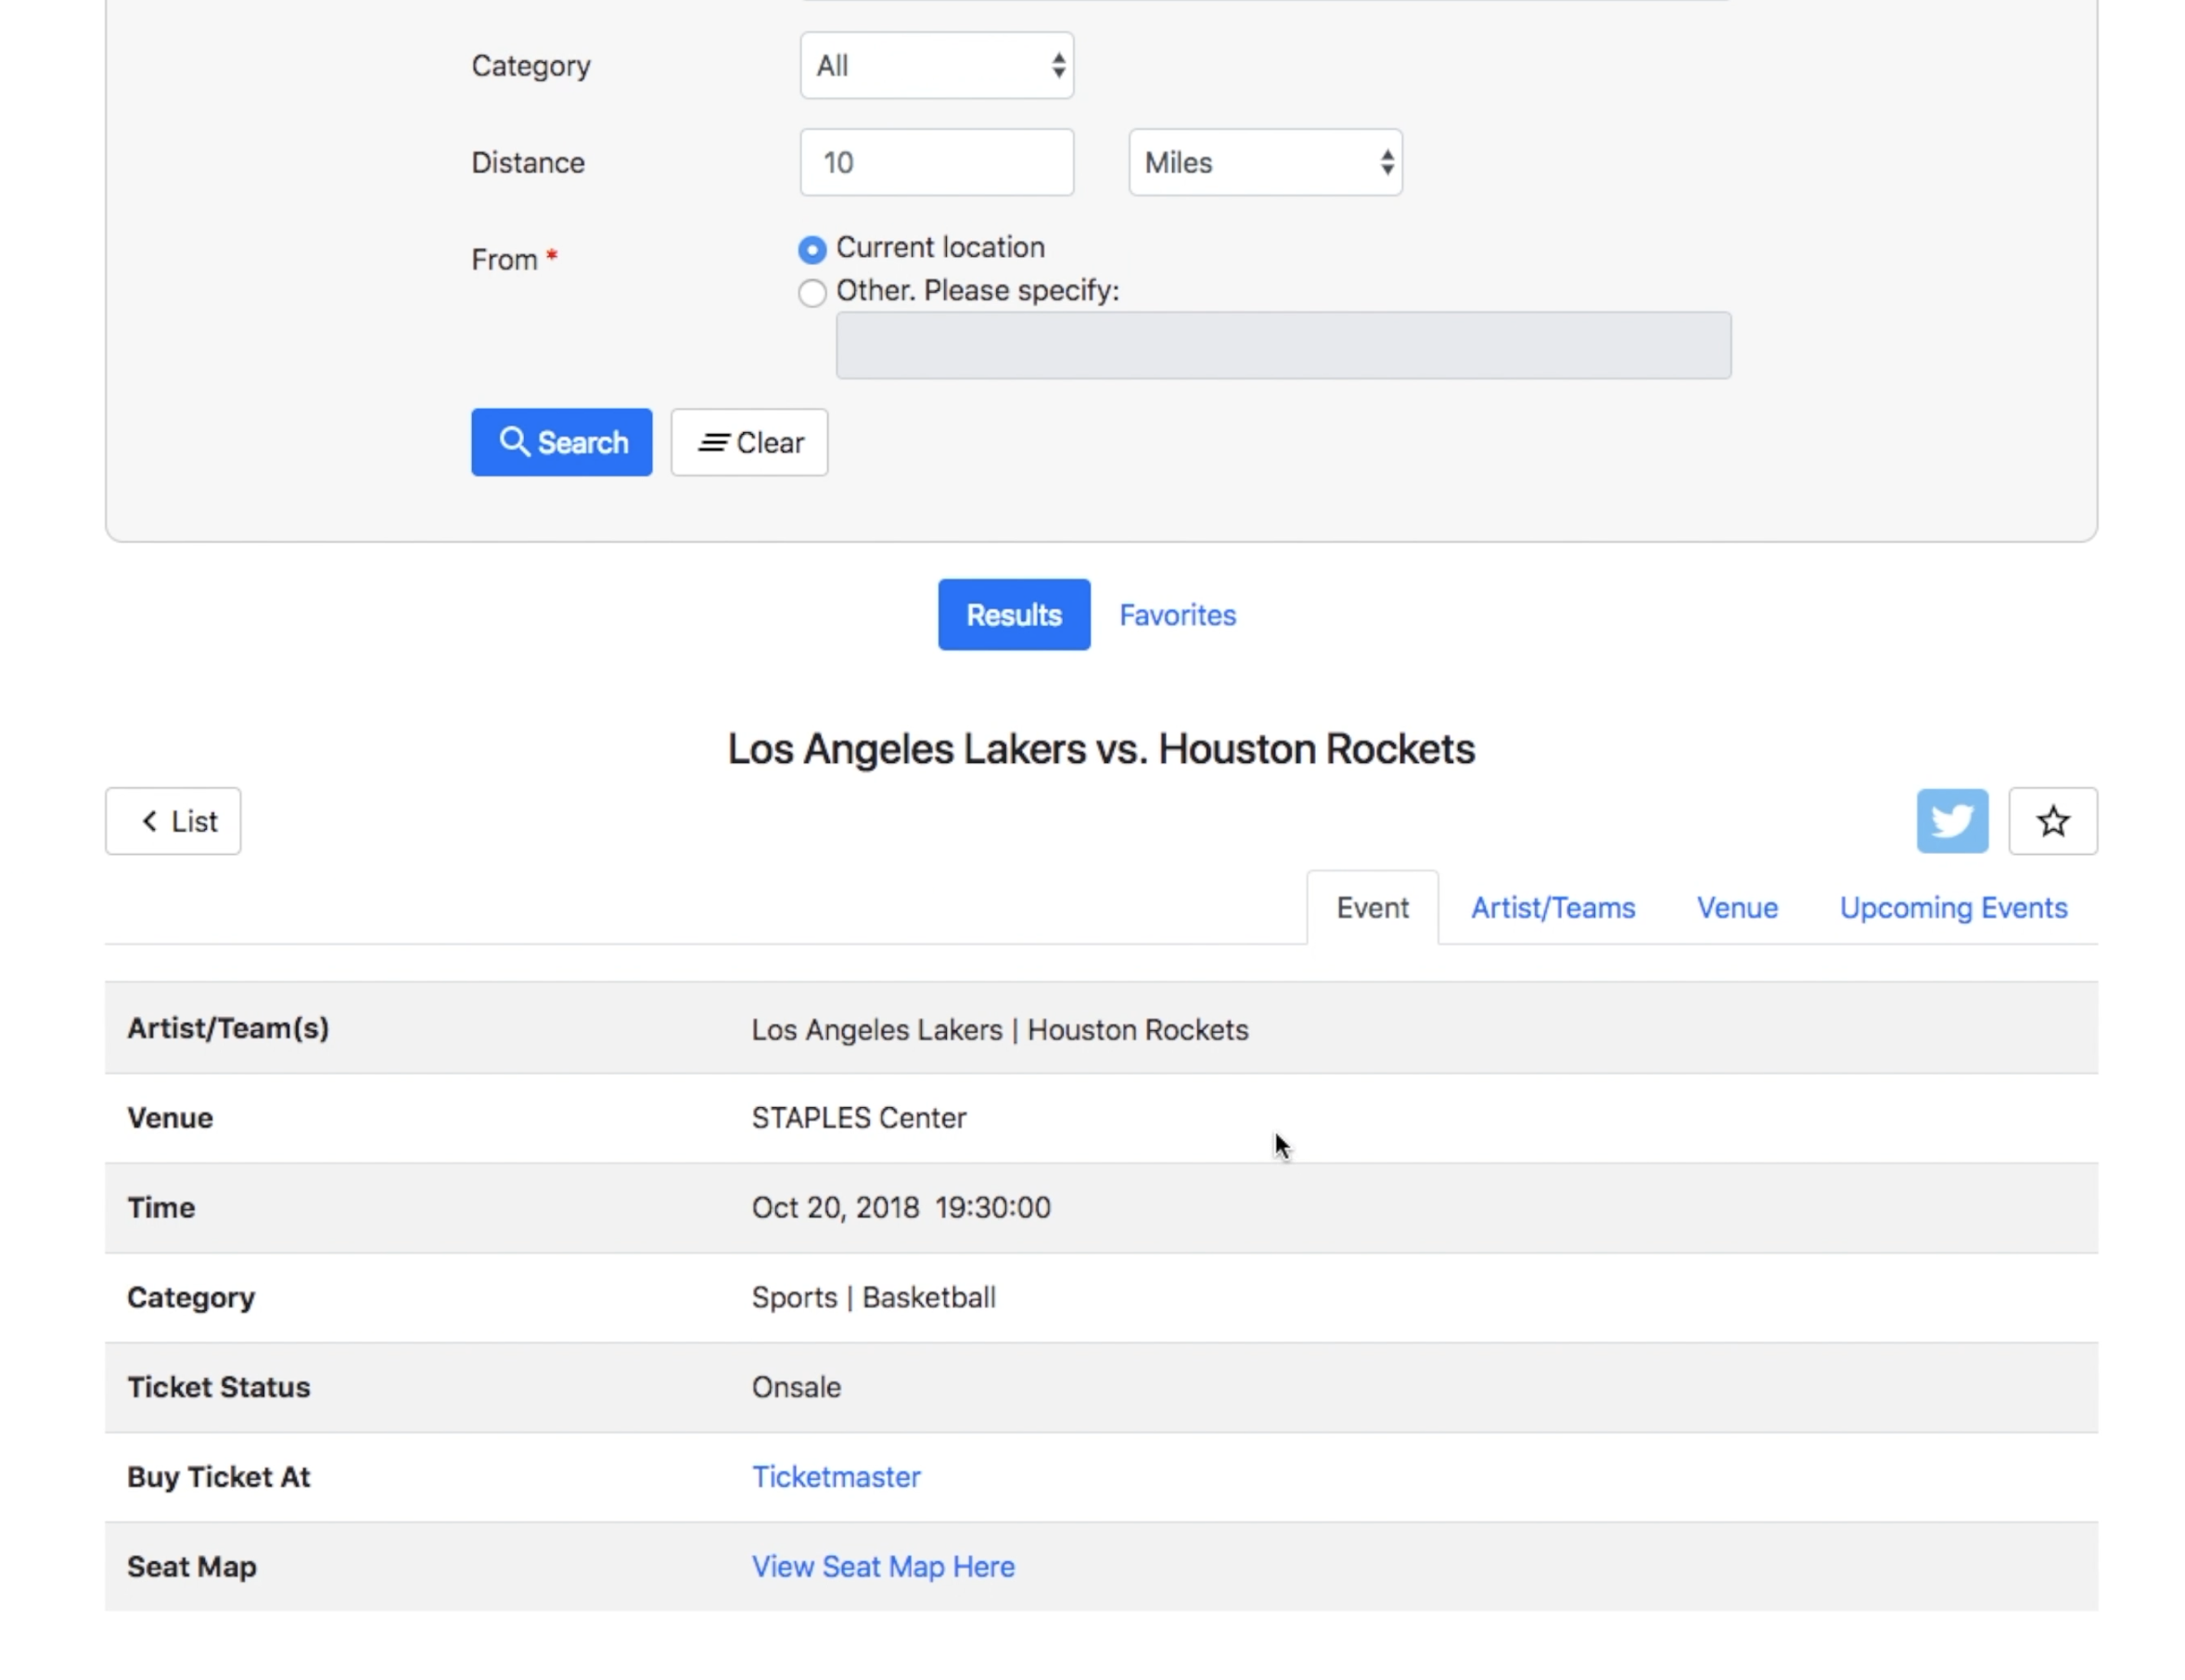 Category All
Distance 10 Miles
From * Current location
Other. Please specify:
Search Clear
Results Favorites
Los Angeles Lakers vs. Houston Rockets
List
Event Artist/Teams Venue Upcoming Events
Artist/Team(s) Los Angeles Lakers | Houston Rockets
Venue STAPLES Center
Time Oct 20, 2018 19:30:00
Category Sports | Basketball
Ticket Status Onsale
Buy Ticket At Ticketmaster
Seat Map View Seat Map Here